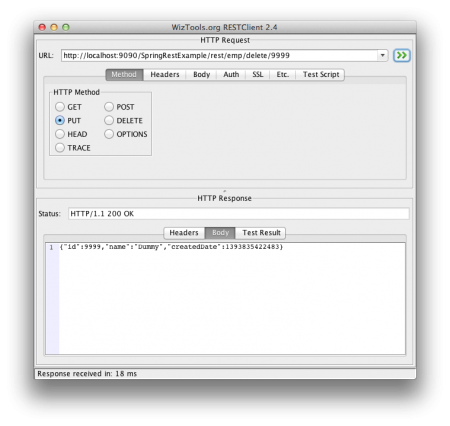 WizTools.org RESTClient 2.4
HTTP Request
URL: http://localhost:9090/SpringRestExample/rest/emp/delete/9999
Method Headers Body Auth SSL Etc. Test Script
HTTP Method
GET POST
PUT DELETE
HEAD OPTIONS
TRACE
HTTP Response
Status: HTTP/1.1 200 OK
Headers Body Test Result
1 {"id":9999,"name":"Dummy","createdDate":1393835422483}
Response received in: 18 ms